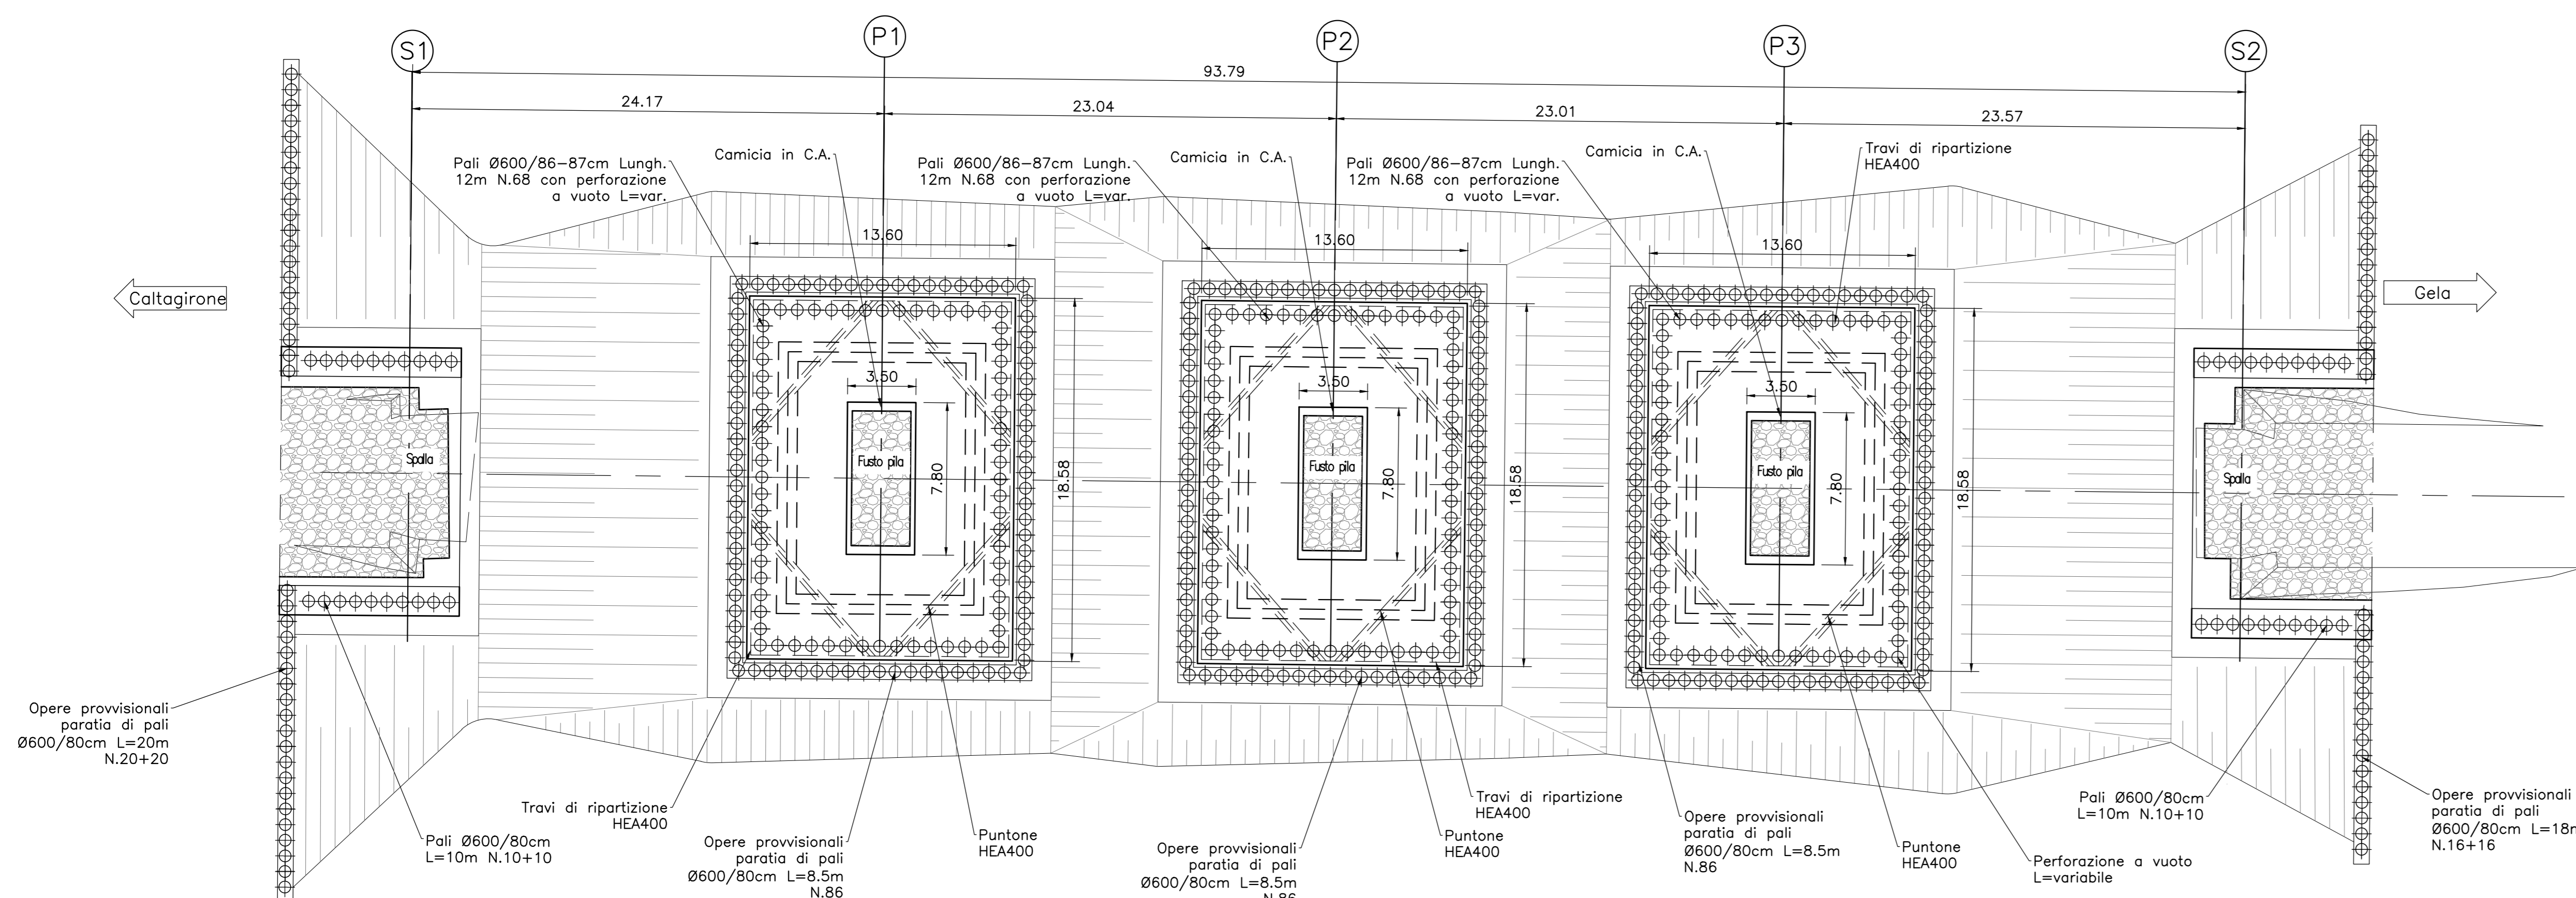 S1
P1
P2
P3
S2
93.79
24.17
23.04
23.01
23.57
Pali Ø600/86–87cm Lungh.
12m N.68 con perforazione
a vuoto L=var.
Camicia in C.A.
Pali Ø600/86–87cm Lungh.
12m N.68 con perforazione
a vuoto L=var.
Camicia in C.A.
Pali Ø600/86–87cm Lungh.
12m N.68 con perforazione
a vuoto L=var.
Camicia in C.A.
Travi di ripartizione
HEA400
13.60
13.60
13.60
Caltagirone
Gela
3.50
3.50
3.50
Spalla
Fusto pila
7.80
18.58
Fusto pila
7.80
18.58
Fusto pila
7.80
18.58
Spalla
Opere provvisionali
paratia di pali
Ø600/80cm L=20m
N.20+20
Pali Ø600/80cm
L=10m N.10+10
Travi di ripartizione
HEA400
Opere provvisionali
paratia di pali
Ø600/80cm L=8.5m
N.86
Puntone
HEA400
Opere provvisionali
paratia di pali
Ø600/80cm L=8.5m
N.86
Travi di ripartizione
HEA400
Puntone
HEA400
Opere provvisionali
paratia di pali
Ø600/80cm L=8.5m
N.86
Puntone
HEA400
Perforazione a vuoto
L=variabile
Pali Ø600/80cm
L=10m N.10+10
Opere provvisionali
paratia di pali
Ø600/80cm L=18m
N.16+16